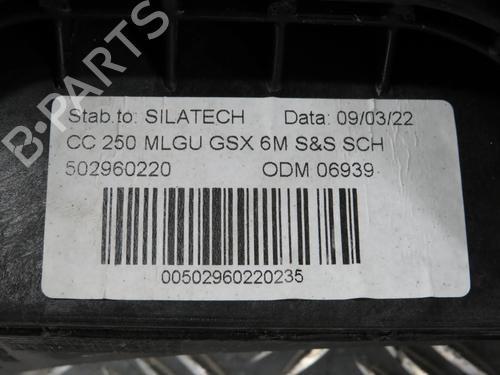 Stab.to: SILATECH Data: 09/03/22
CC 250 MLGU GSX 6M S&S SCH
502960220 ODM 06939
00502960220235
B-PARTS